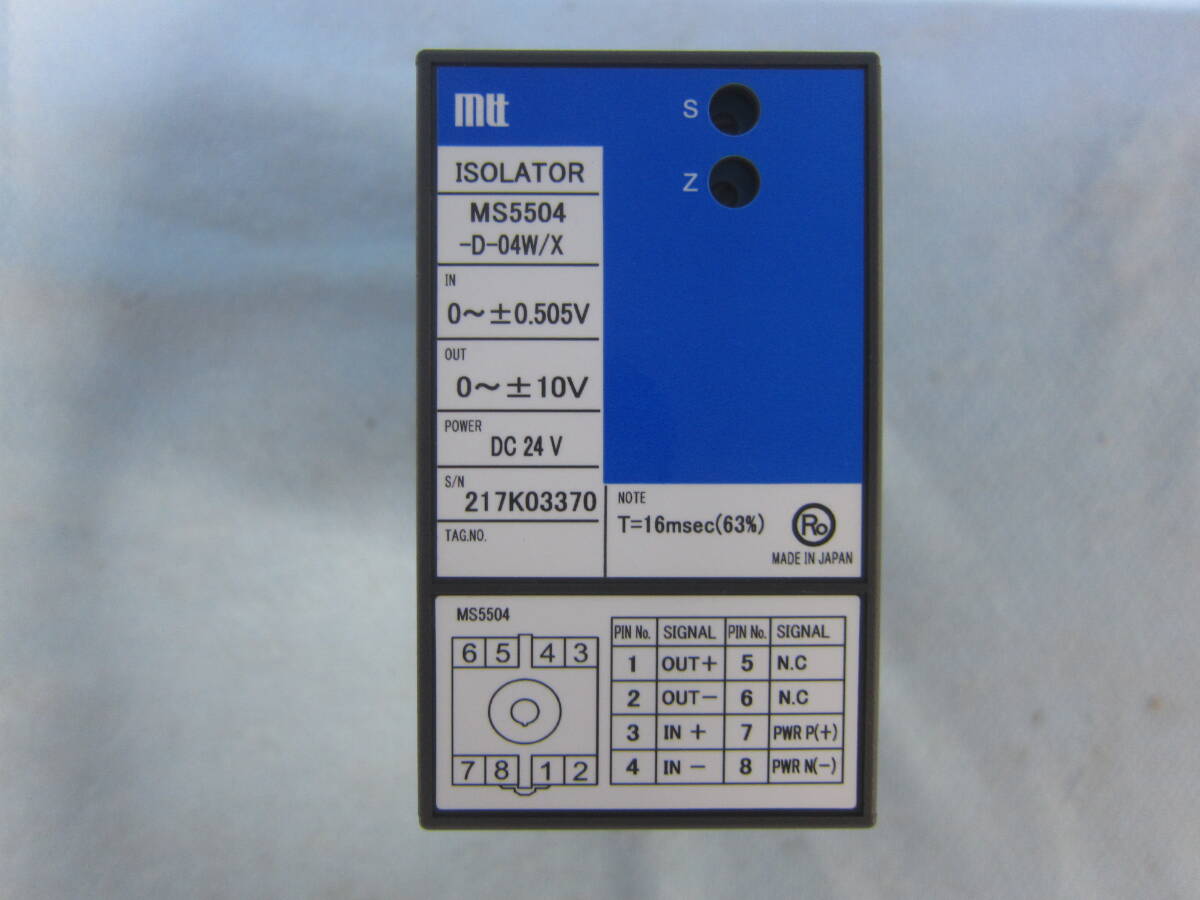 mtt
S
Z
ISOLATOR
MS5504
-D-04W/X
IN
0～±0.505V
OUT
0～±10V
POWER
DC 24 V
S/N
217K03370
TAG.NO.
NOTE
T=16msec(63%)
Ro
MADE IN JAPAN
MS5504
6 5 4 3
7 8 1 2
PIN No. SIGNAL PIN No. SIGNAL
1 OUT+ 5 N.C
2 OUT- 6 N.C
3 IN + 7 PWR P(+)
4 IN - 8 PWR N(-)